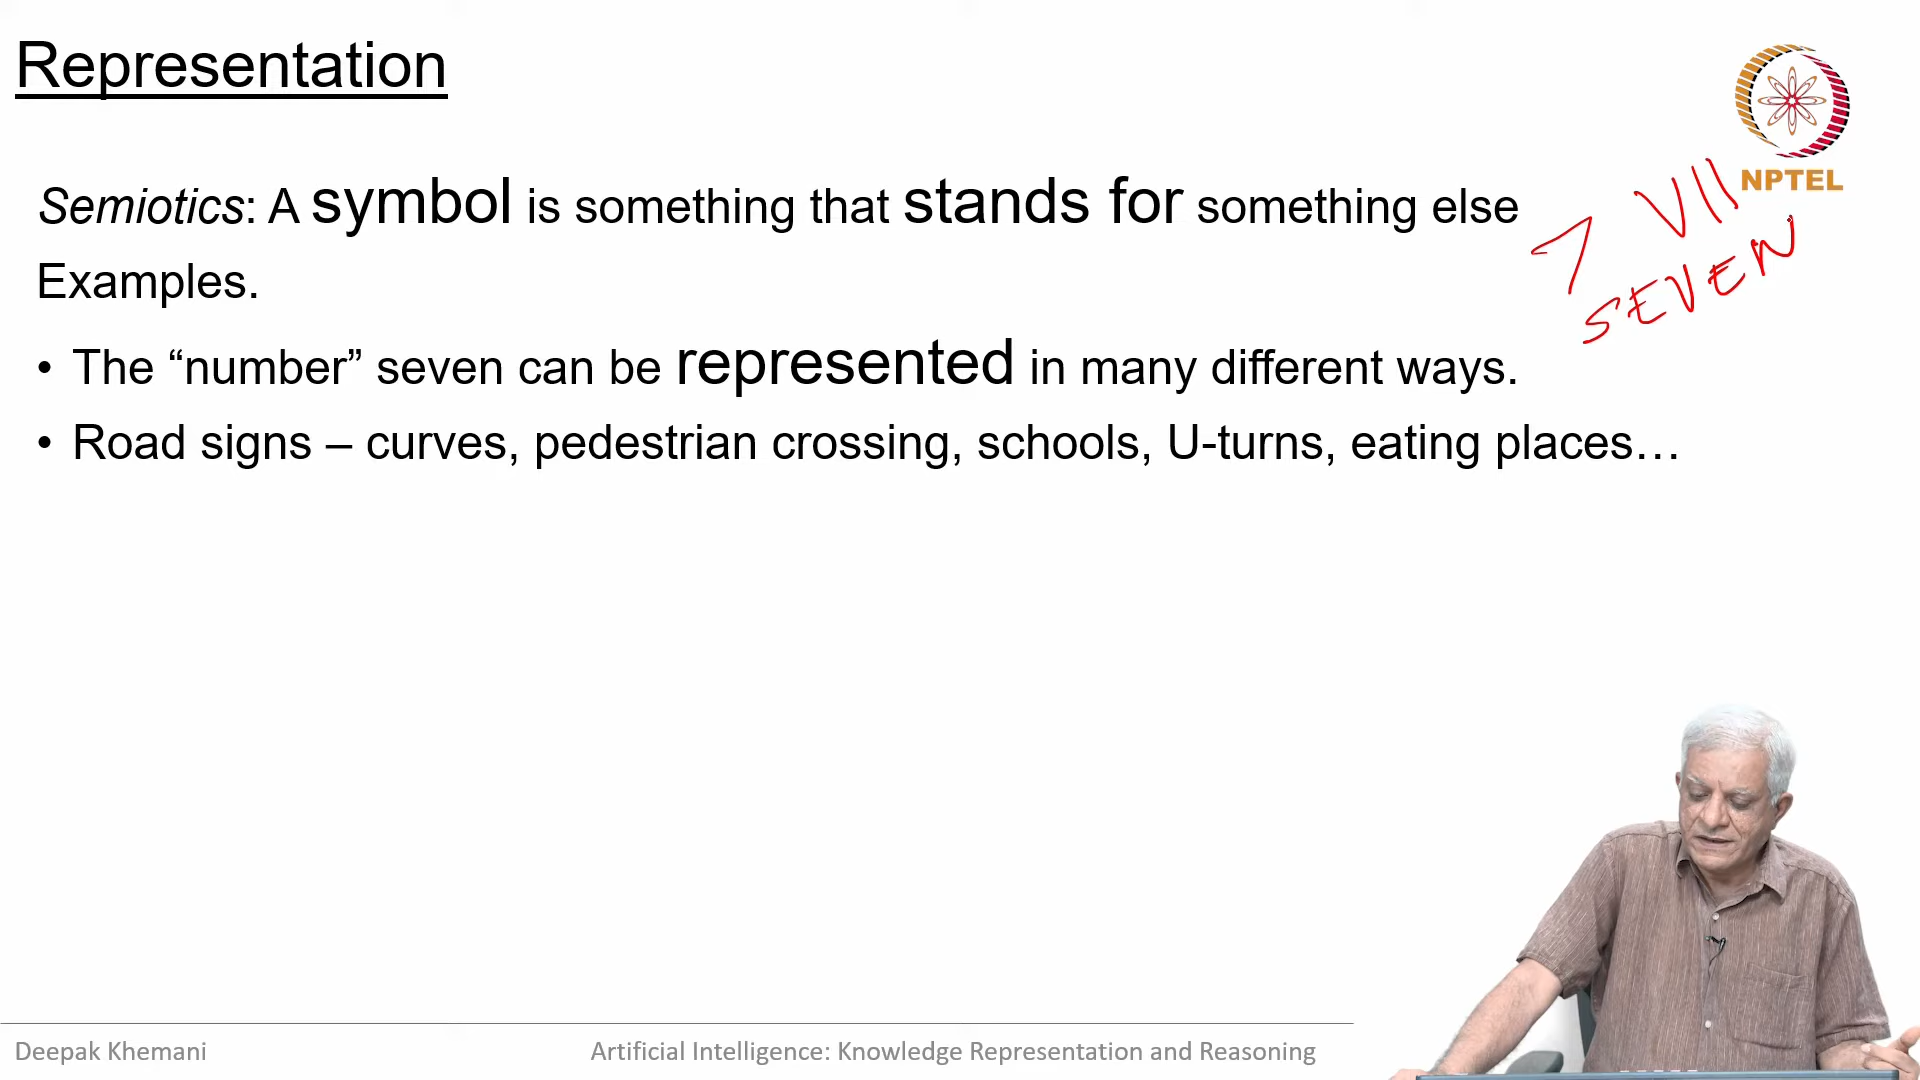 Representation
NPTEL
Semiotics: A symbol is something that stands for something else
7 VII
SEVEN
Examples.
• The “number” seven can be represented in many different ways.
• Road signs – curves, pedestrian crossing, schools, U-turns, eating places…
Deepak Khemani
Artificial Intelligence: Knowledge Representation and Reasoning